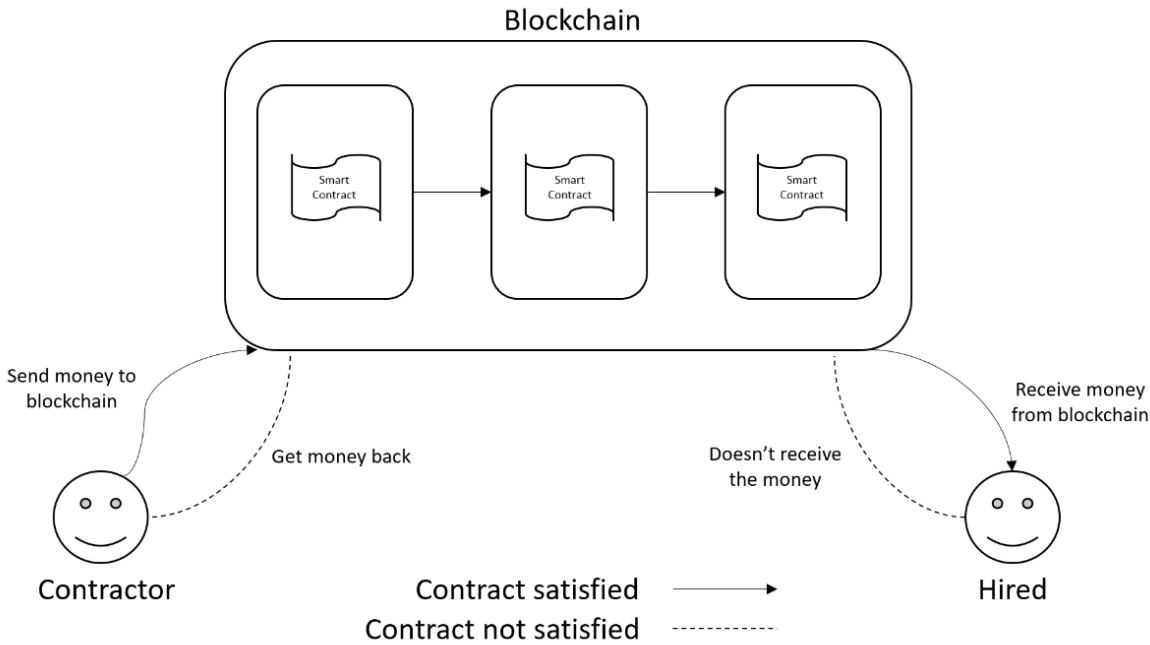 Blockchain
Smart
Contract
Smart
Contract
Smart
Contract
Send money to
blockchain
Receive money
from blockchain
Get money back
Doesn’t receive
the money
Contractor
Hired
Contract satisfied
Contract not satisfied